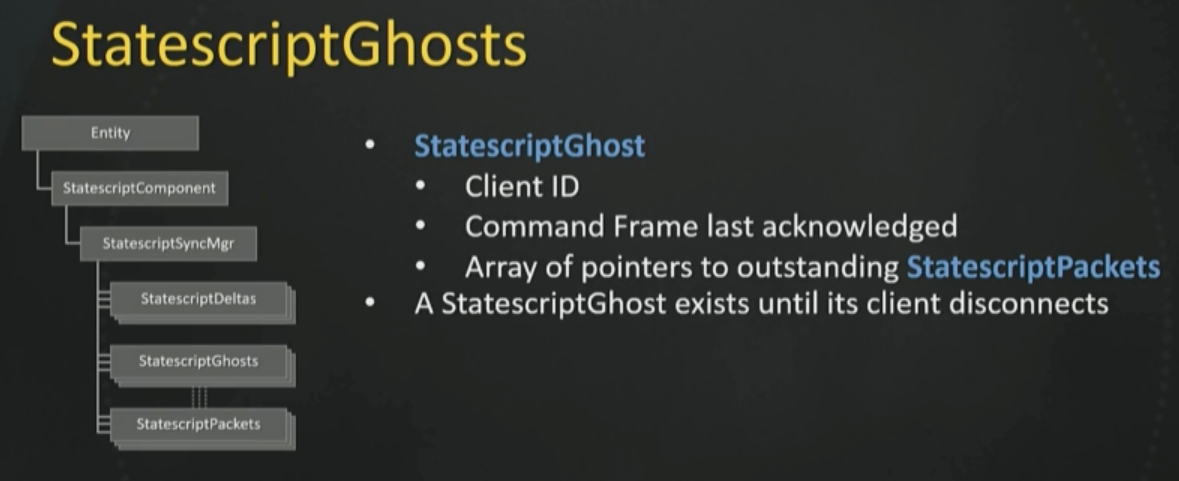 StatescriptGhosts
Entity
StatescriptComponent
StatescriptSyncMgr
StatescriptDeltas
StatescriptGhosts
StatescriptPackets
• StatescriptGhost
• Client ID
• Command Frame last acknowledged
• Array of pointers to outstanding StatescriptPackets
• A StatescriptGhost exists until its client disconnects